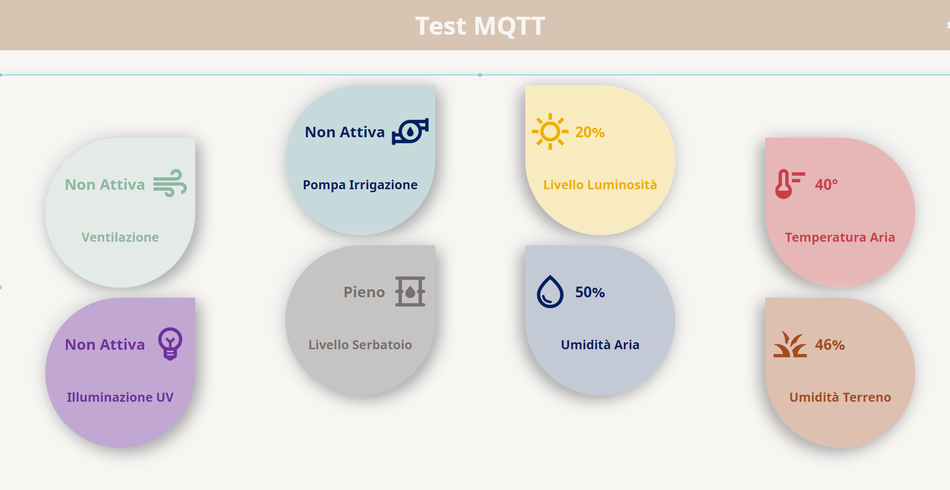 Test MQTT
Non Attiva
Ventilazione
Non Attiva
Pompa Irrigazione
20%
Livello Luminosità
40°
Temperatura Aria
Non Attiva
Illuminazione UV
Pieno
Livello Serbatoio
50%
Umidità Aria
46%
Umidità Terreno